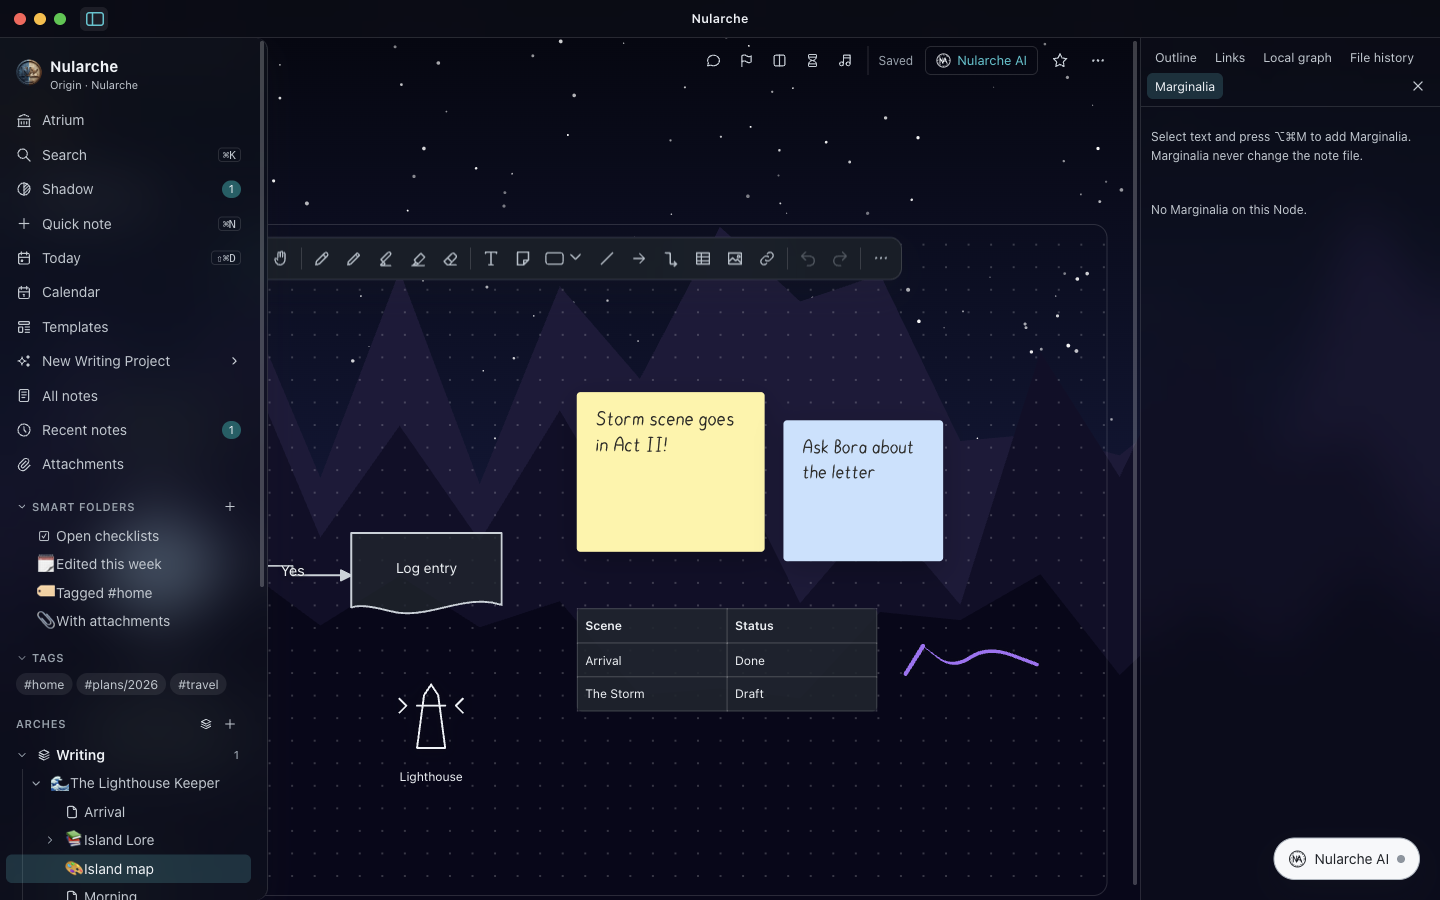 Nularche
Nularche
Origin · Nularche
Atrium
Search ⌘K
Shadow 1
Quick note ⌘N
Today ⇧⌘D
Calendar
Templates
New Writing Project
All notes
Recent notes 1
Attachments
SMART FOLDERS
Open checklists
Edited this week
Tagged #home
With attachments
TAGS
#home #plans/2026 #travel
ARCHES
Writing 1
The Lighthouse Keeper
Arrival
Island Lore
Island map
Morning
Saved Nularche AI
Storm scene goes
in Act II!
Ask Bora about
the letter
Yes
Log entry
Scene Status
Arrival Done
The Storm Draft
Lighthouse
Outline Links Local graph File history
Marginalia
Select text and press ⌥⌘M to add Marginalia.
Marginalia never change the note file.
No Marginalia on this Node.
Nularche AI